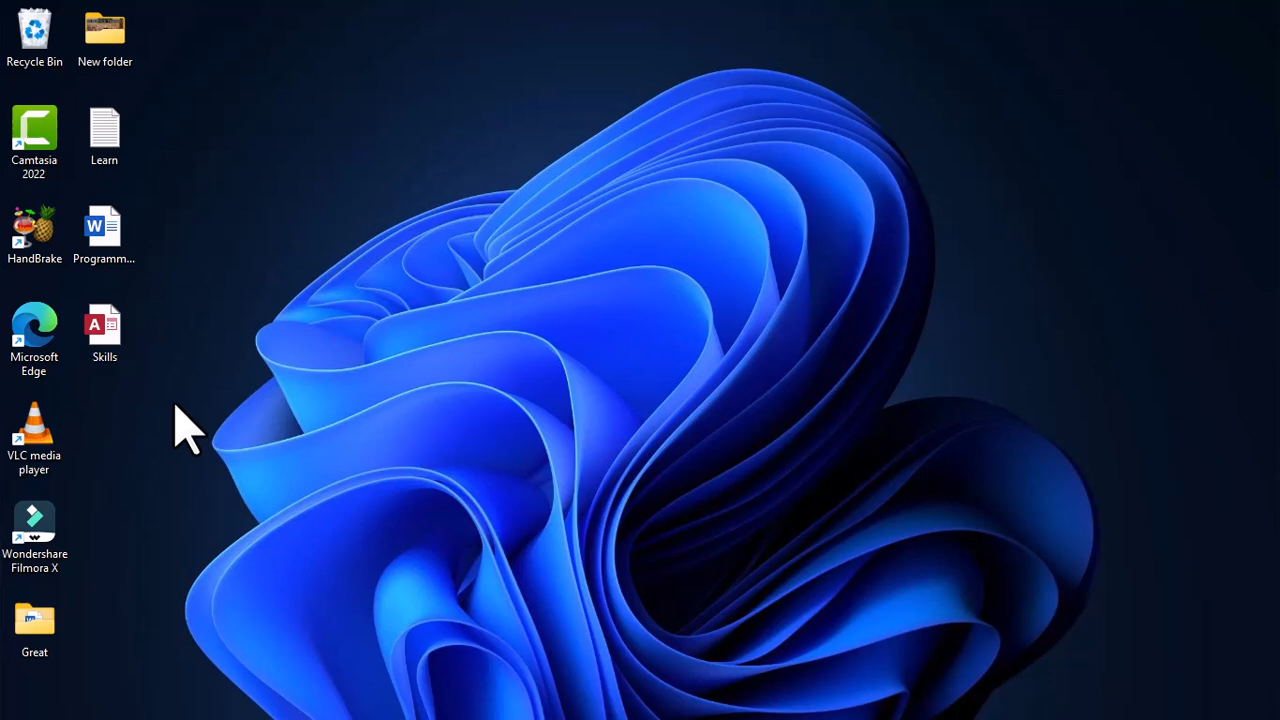 Recycle Bin
New folder
Camtasia
2022
Learn
HandBrake
Programm...
Microsoft
Edge
Skills
VLC media
player
Wondershare
Filmora X
Great